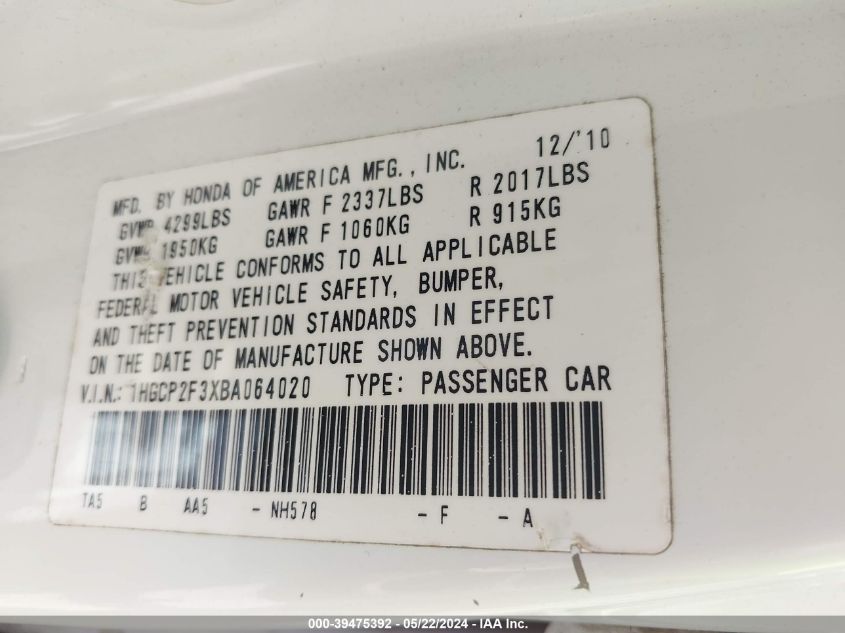 MFD. BY HONDA OF AMERICA MFG., INC. 12/'10
GVWR 4299LBS GAWR F 2337LBS R 2017LBS
GVWR 1950KG GAWR F 1060KG R 915KG
THIS VEHICLE CONFORMS TO ALL APPLICABLE
FEDERAL MOTOR VEHICLE SAFETY, BUMPER,
AND THEFT PREVENTION STANDARDS IN EFFECT
ON THE DATE OF MANUFACTURE SHOWN ABOVE.
V.I.N.: 1HGCP2F3XBA064020 TYPE: PASSENGER CAR
TA5 B AA5 - NH578 - F - A
000-39475392 - 05/22/2024 - IAA Inc.